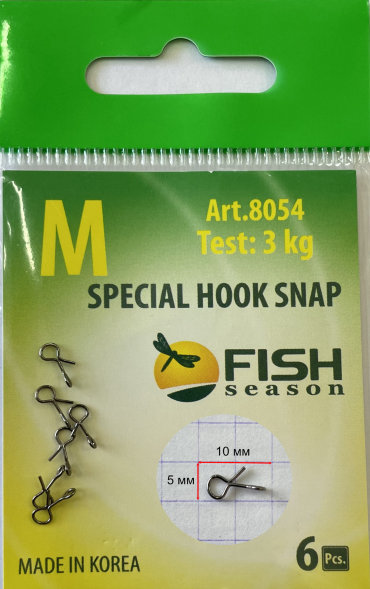 M
Art.8054
Test: 3 kg
SPECIAL HOOK SNAP
FISH
season
10 мм
5 мм
MADE IN KOREA
6 Pcs.